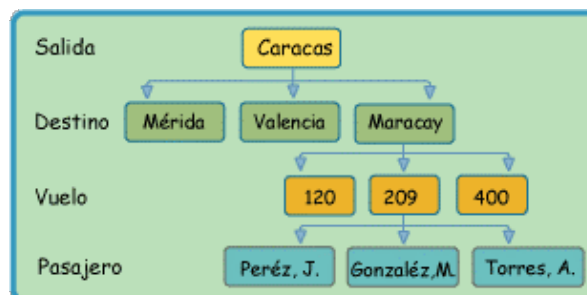 Salida Caracas
Destino Mérida Valencia Maracay
Vuelo 120 209 400
Pasajero Peréz, J. Gonzaléz,M. Torres, A.